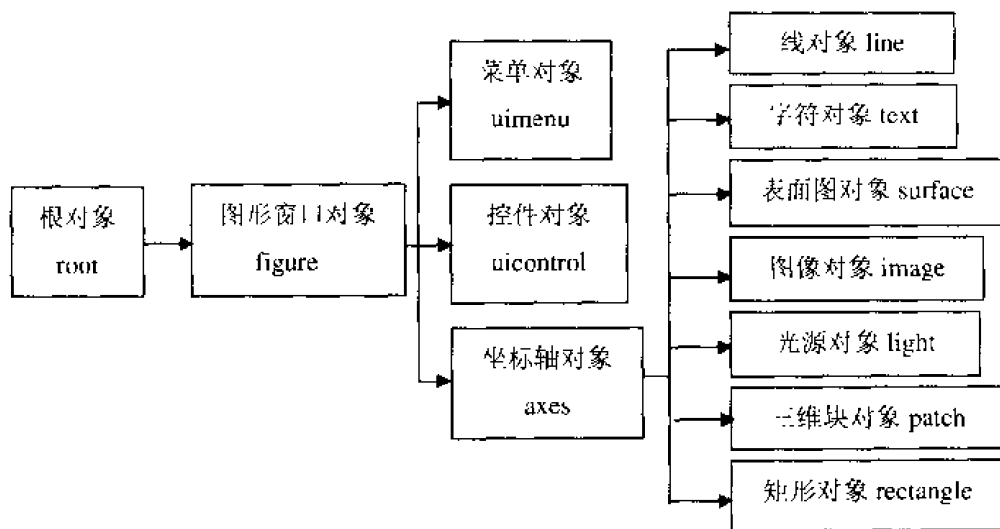 根对象
root
图形窗口对象
figure
菜单对象
uimenu
控件对象
uicontrol
坐标轴对象
axes
线对象 line
字符对象 text
表面图对象 surface
图像对象 image
光源对象 light
三维块对象 patch
矩形对象 rectangle